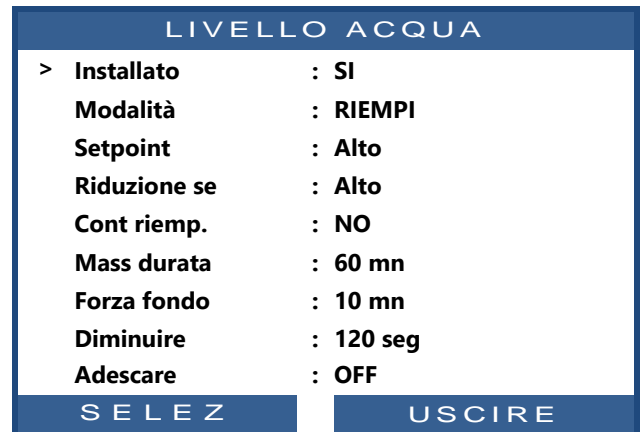 LIVELLO ACQUA
> Installato : SI
Modalità : RIEMPI
Setpoint : Alto
Riduzione se : Alto
Cont riemp. : NO
Mass durata : 60 mn
Forza fondo : 10 mn
Diminuire : 120 seg
Adescare : OFF
SELEZ USCIRE